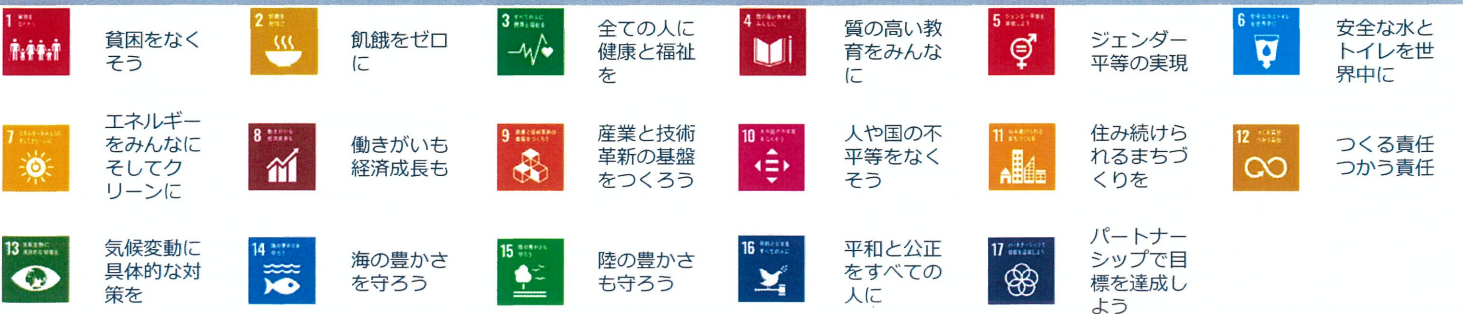 1
貧困をなく
そう
2
飢餓をゼロ
に
3
全ての人に
健康と福祉
を
4
質の高い教
育をみんな
に
5
ジェンダー
平等の実現
6
安全な水と
トイレを世
界中に
7
エネルギー
をみんなに
そしてク
リーンに
8
働きがいも
経済成長も
9
産業と技術
革新の基盤
をつくろう
10
人や国の不
平等をなく
そう
11
住み続けら
れるまちづ
くりを
12
つくる責任
つかう責任
13
気候変動に
具体的な対
策を
14
海の豊かさ
を守ろう
15
陸の豊かさ
も守ろう
16
平和と公正
をすべての
人に
17
パートナー
シップで目
標を達成し
よう